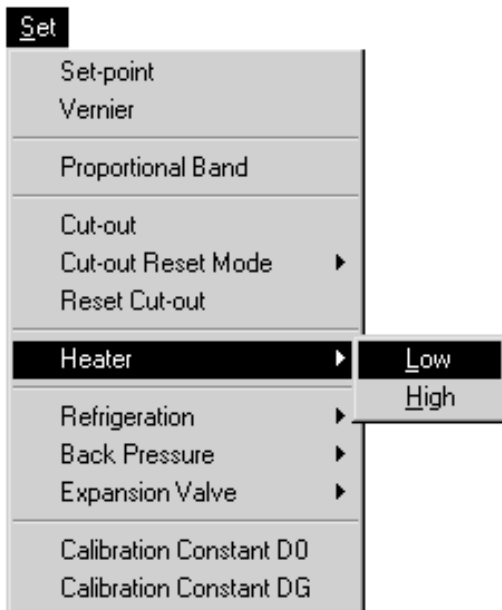 Set
Set-point
Vernier
Proportional Band
Cut-out
Cut-out Reset Mode
Reset Cut-out
Heater
Low
High
Refrigeration
Back Pressure
Expansion Valve
Calibration Constant D0
Calibration Constant DG